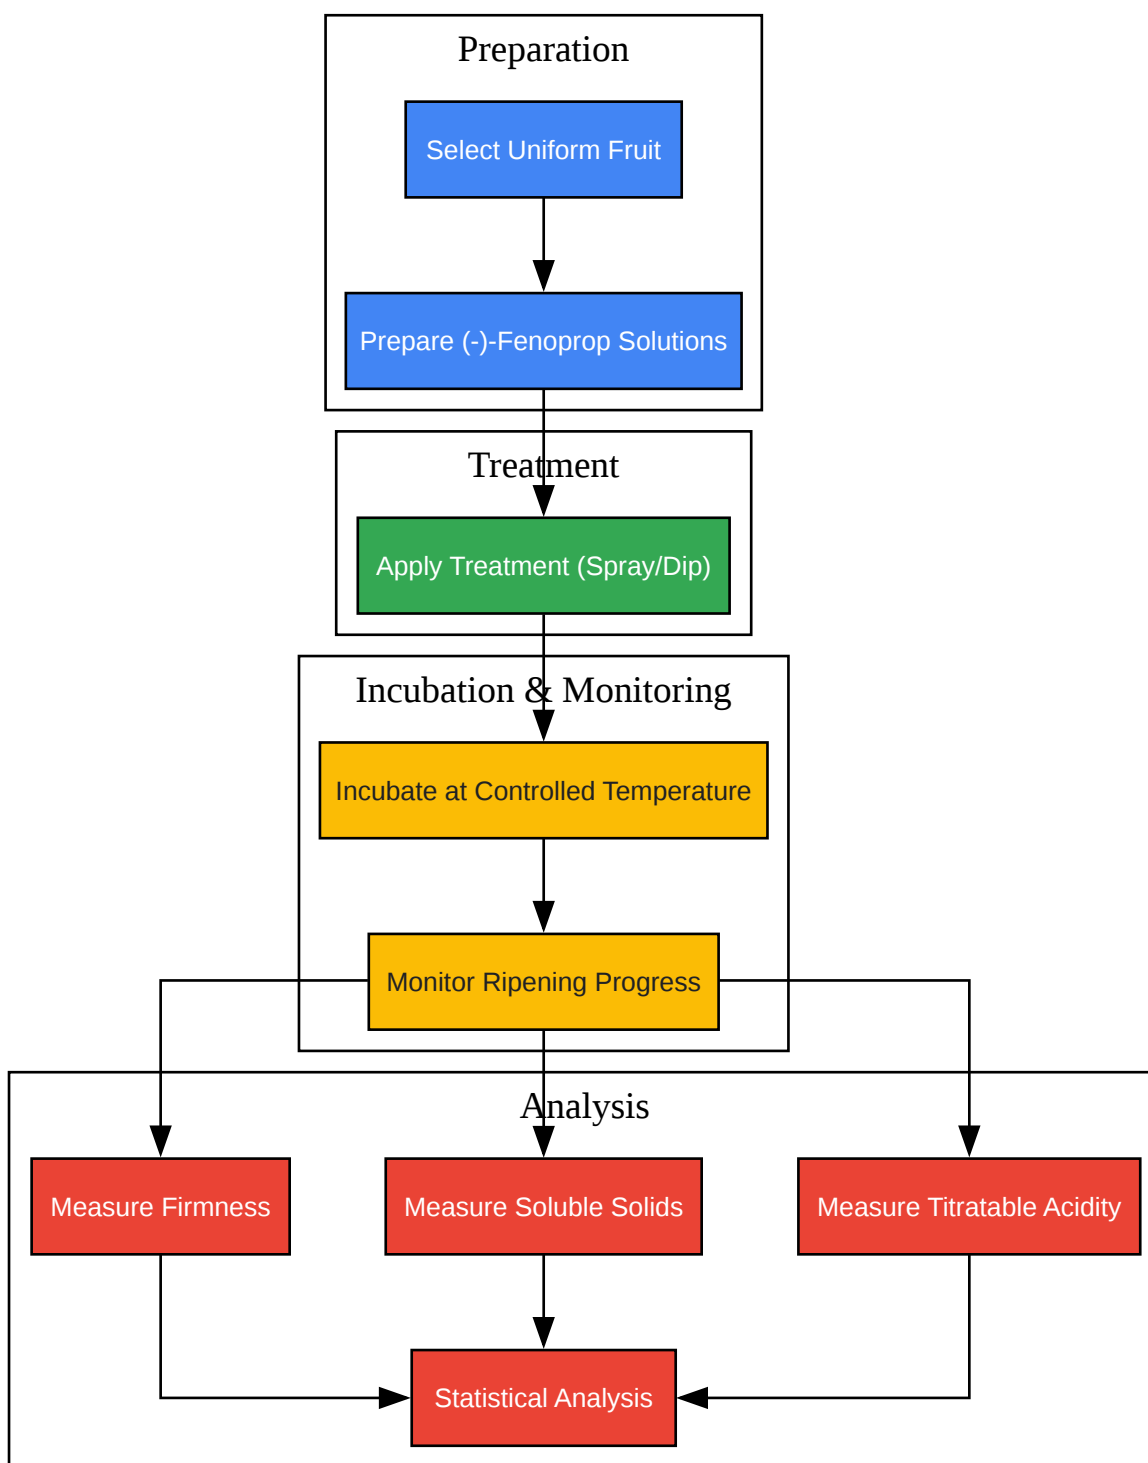 Preparation
Select Uniform Fruit
Prepare (-)-Fenoprop Solutions
Treatment
Apply Treatment (Spray/Dip)
Incubation & Monitoring
Incubate at Controlled Temperature
Monitor Ripening Progress
Analysis
Measure Firmness
Measure Soluble Solids
Measure Titratable Acidity
Statistical Analysis